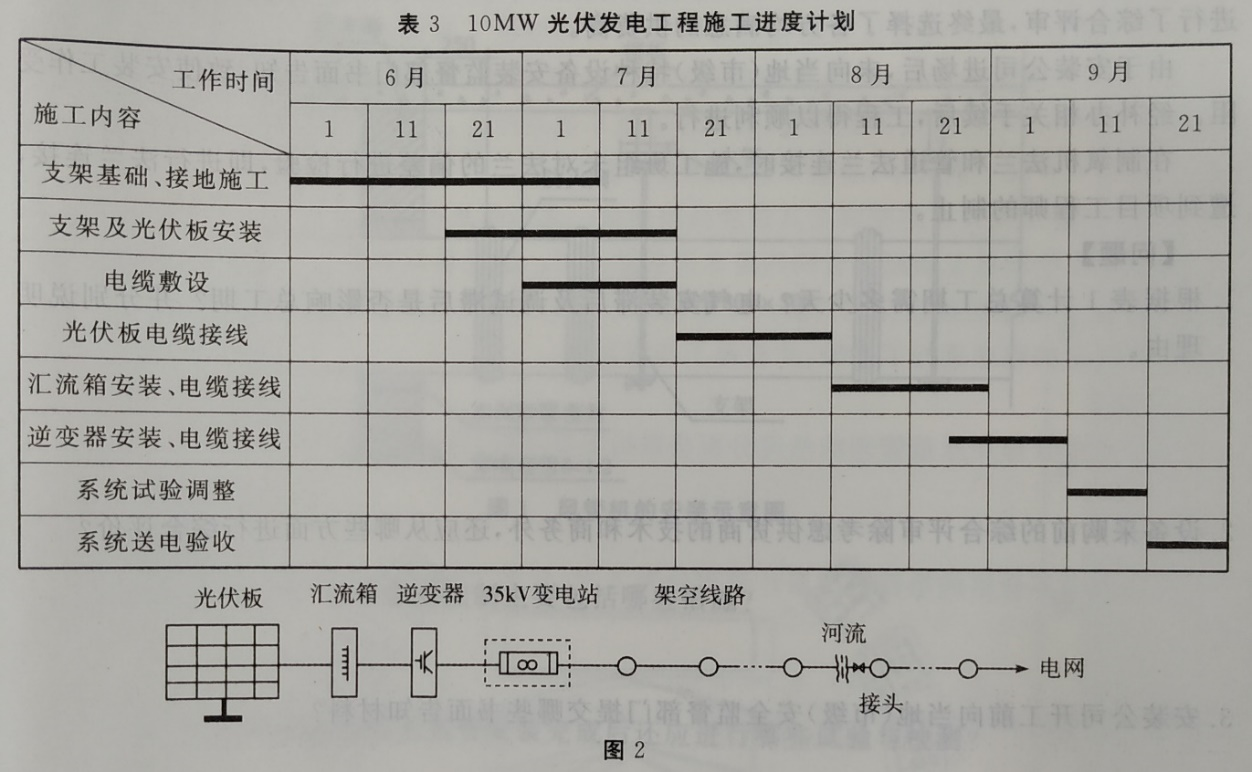 表 3 10MW 光伏发电工程施工进度计划
工作时间
施工内容
6月 7月 8月 9月
1 11 21 1 11 21 1 11 21 1 11 21
支架基础、接地施工
支架及光伏板安装
电缆敷设
光伏板电缆接线
汇流箱安装、电缆接线
逆变器安装、电缆接线
系统试验调整
系统送电验收
光伏板 汇流箱 逆变器 35kV变电站 架空线路
河流
电网
接头
图 2